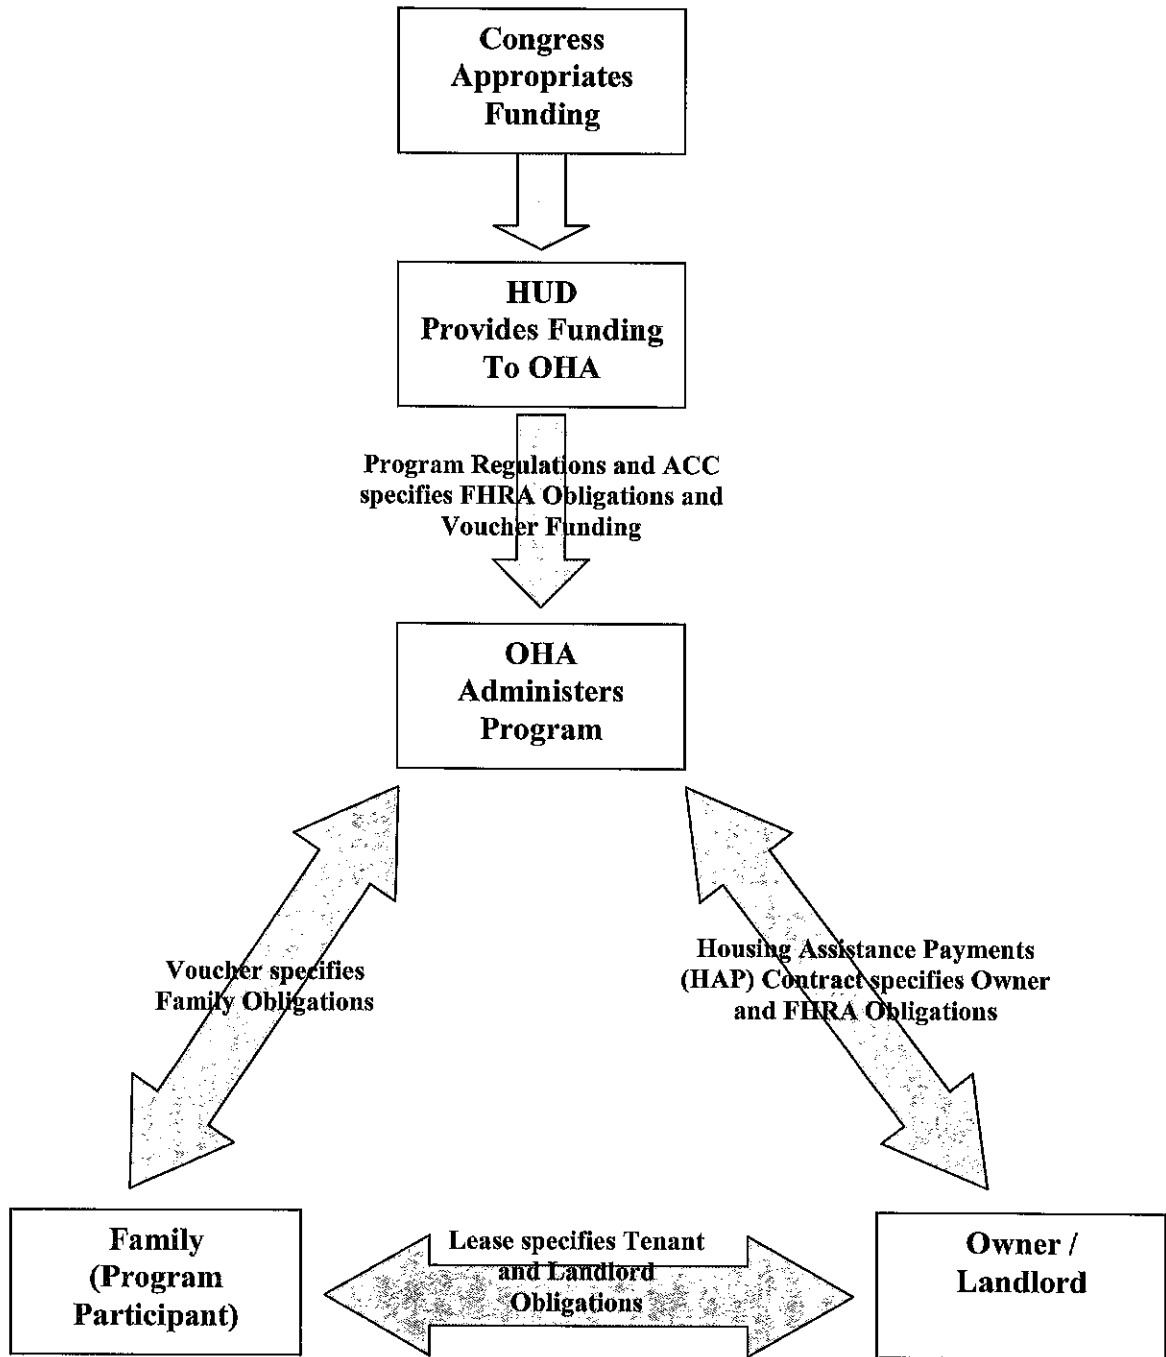 Congress
Appropriates
Funding
HUD
Provides Funding
To OHA
Program Regulations and ACC
specifies FHRA Obligations and
Voucher Funding
OHA
Administers
Program
Voucher specifies
Family Obligations
Housing Assistance Payments
(HAP) Contract specifies Owner
and FHRA Obligations
Family
(Program
Participant)
Lease specifies Tenant
and Landlord
Obligations
Owner /
Landlord